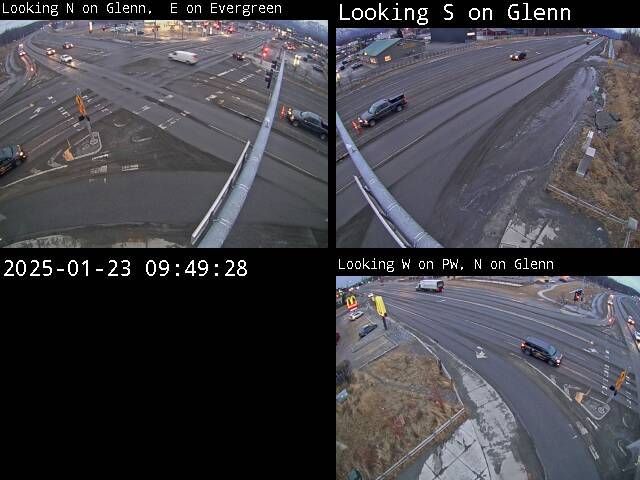 Looking N on Glenn,  E on Evergreen
Looking S on Glenn
2025-01-23 09:49:28
Looking W on PW, N on Glenn